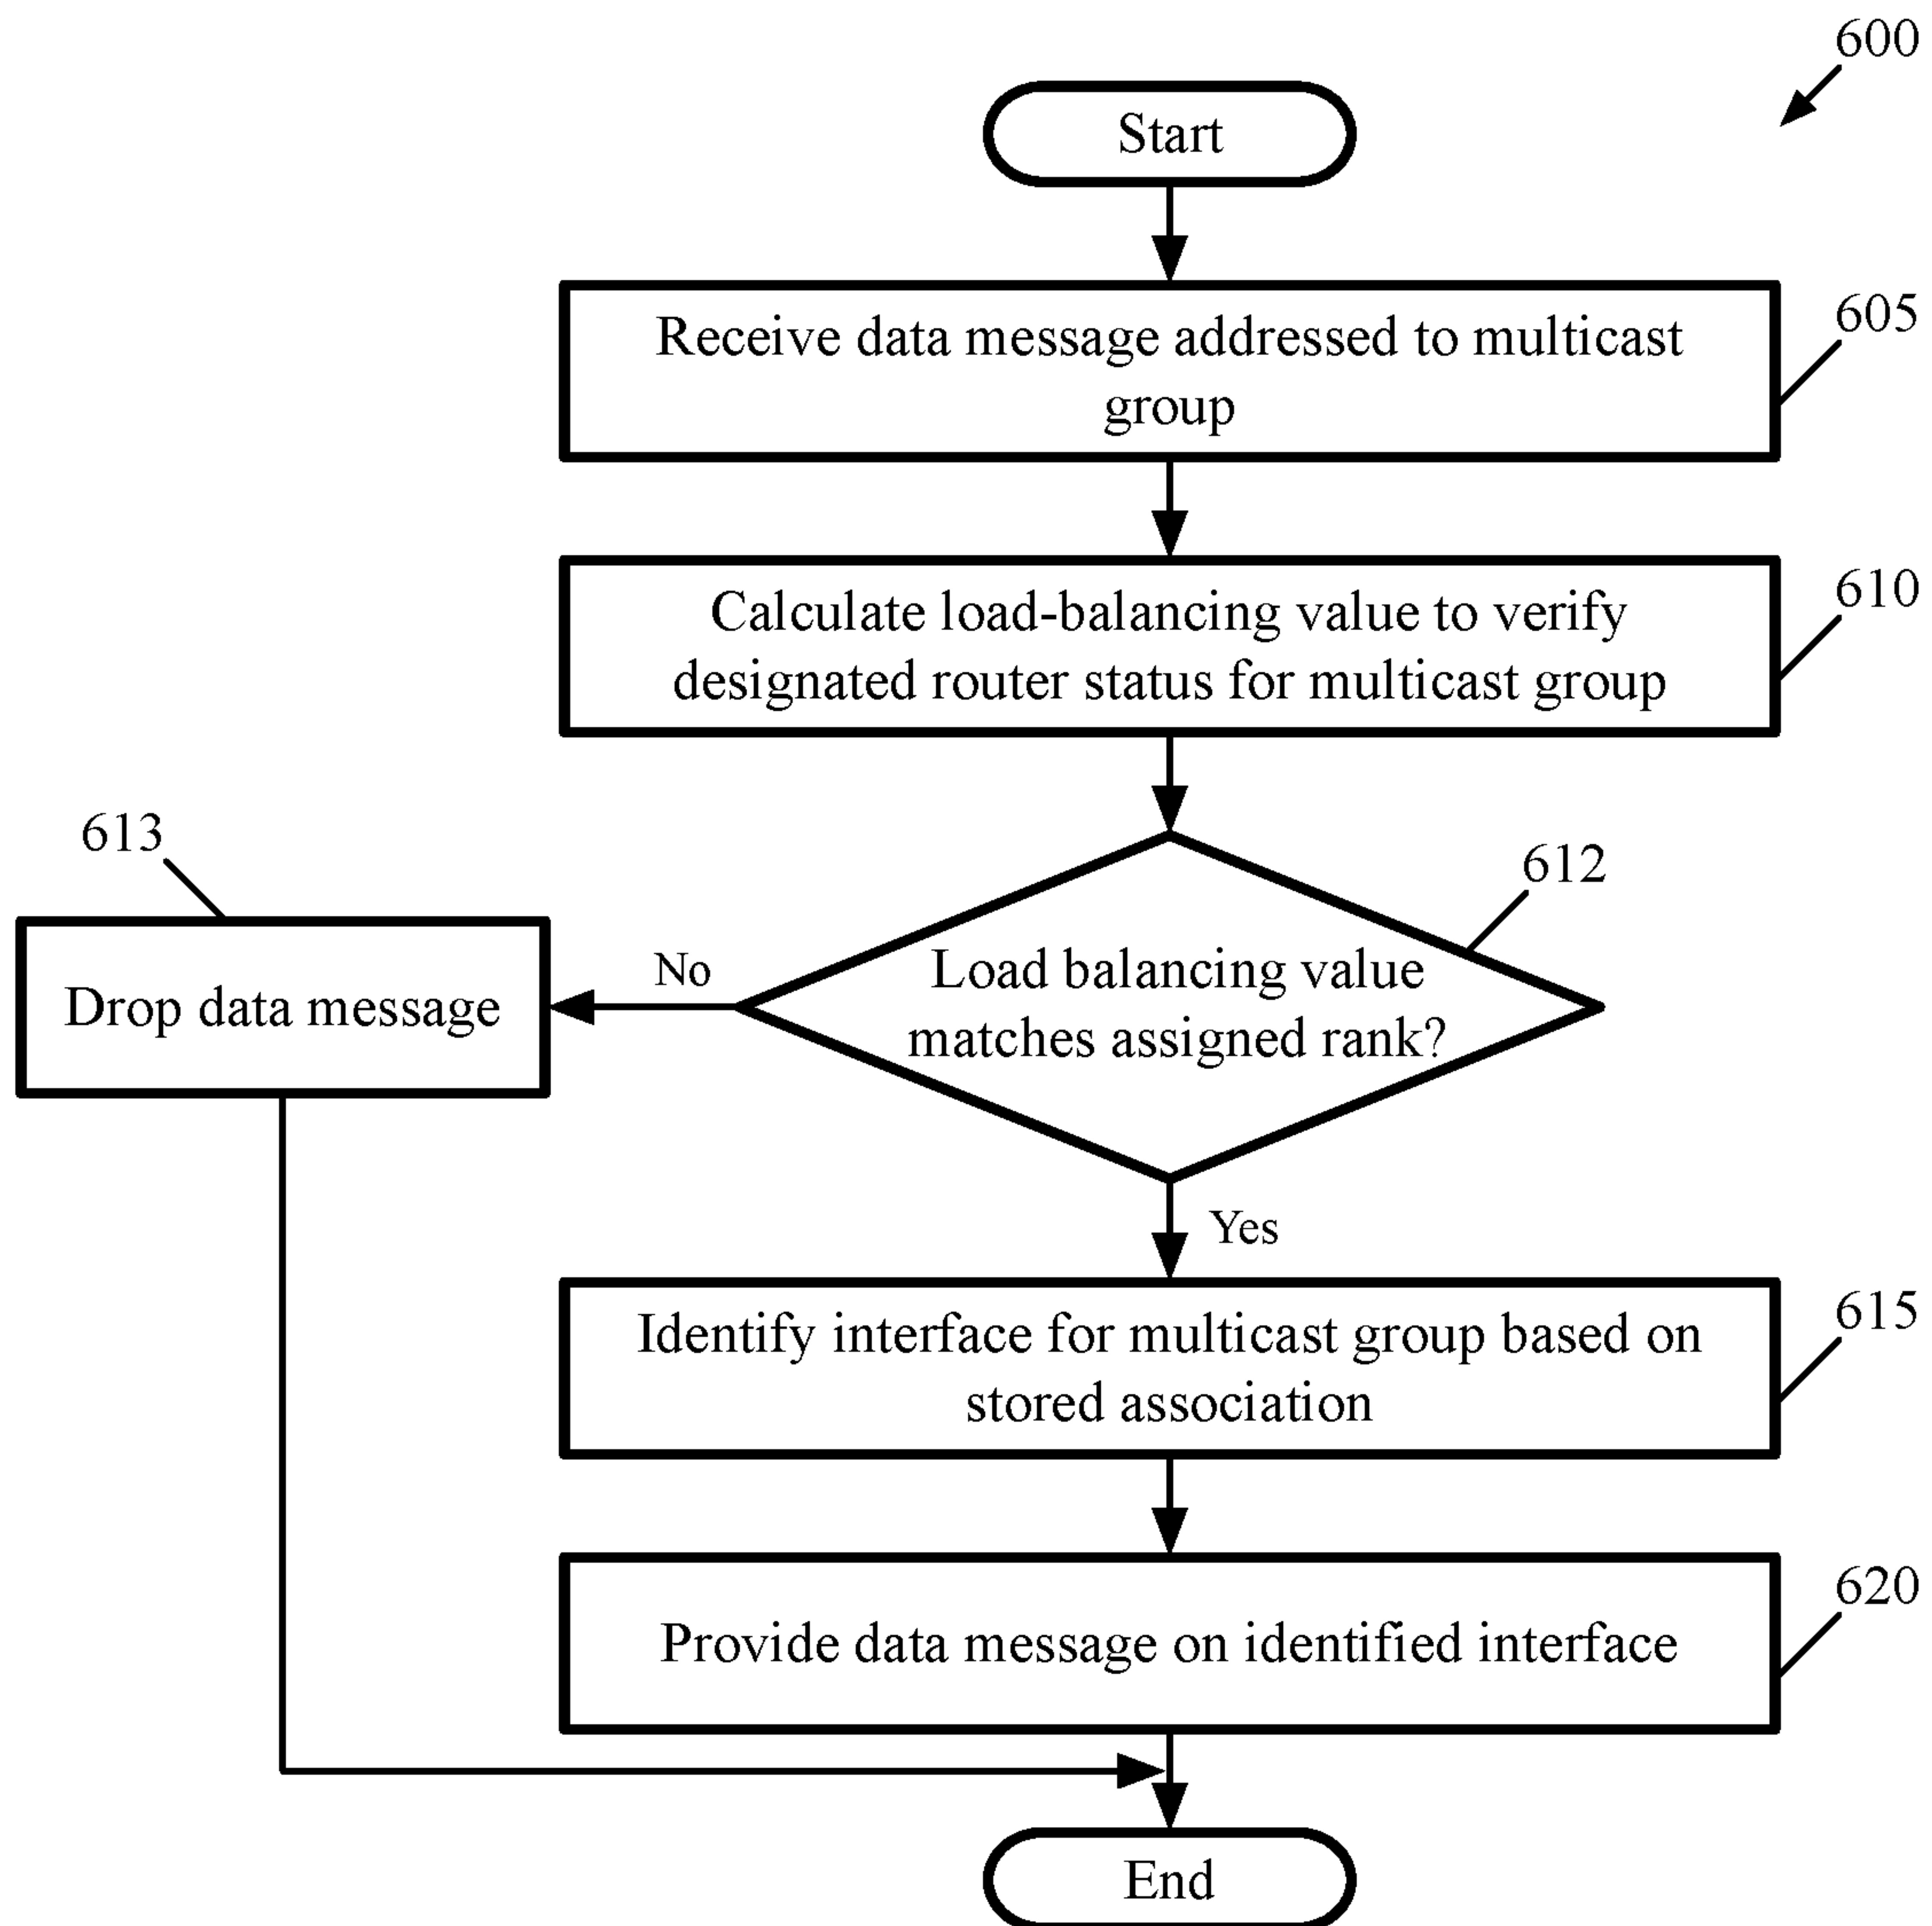 600
Start
Receive data message addressed to multicast
group
605
Calculate load-balancing value to verify
designated router status for multicast group
610
613
612
Drop data message
No
Load balancing value
matches assigned rank?
Yes
Identify interface for multicast group based on
stored association
615
Provide data message on identified interface
620
End